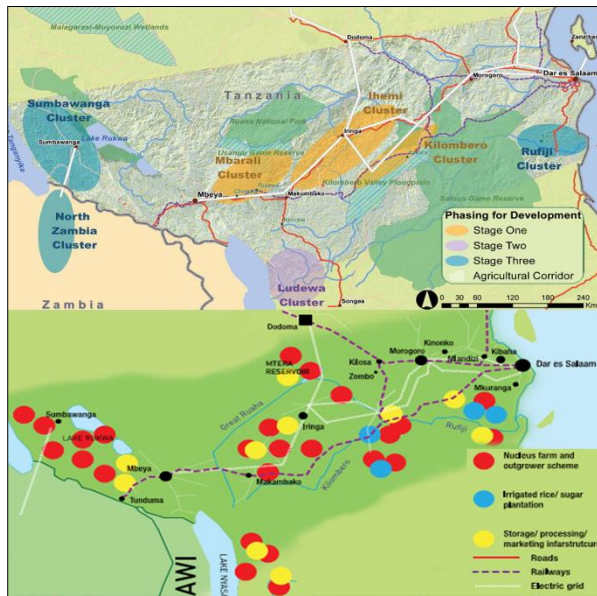 Malagarasi-Muyovozi Wetlands
Dodoma
Zanzibar
Morogoro
Dar es Salaam
Tanzania
Sumbawanga
Cluster
Sumbawanga
Lake Rukwa
Tanganyika
Ruaha National Park
Usangu Game Reserve
Ihemi
Cluster
Iringa
Mbarali
Cluster
Kilombero
Cluster
Rufiji
Cluster
Mbeya
Makumbako
Kilombero Valley Floodplain
Selous Game Reserve
North
Zambia
Cluster
Zambia
Ludewa
Cluster
Songea
Phasing for Development
Stage One
Stage Two
Stage Three
Agricultural Corridor
0 30 60 120 180 240
Km
Dodoma
MTERA
RESERVOIR
Kilosa
Zombo
Morogoro
Kinonko
Mlandizi
Kibaha
Dar es Salaam
Mkuranga
Great Ruaha
Iringa
Rufiji
Kilombero
Sumbawanga
LAKE RUKWA
Mbeya
Tunduma
Makambako
AWI
LAKE NYAS
Nucleus farm and
outgrower scheme
Irrigated rice/ sugar
plantation
Storage/ processing/
marketing infarstrutcure
Roads
Railways
Electric grid